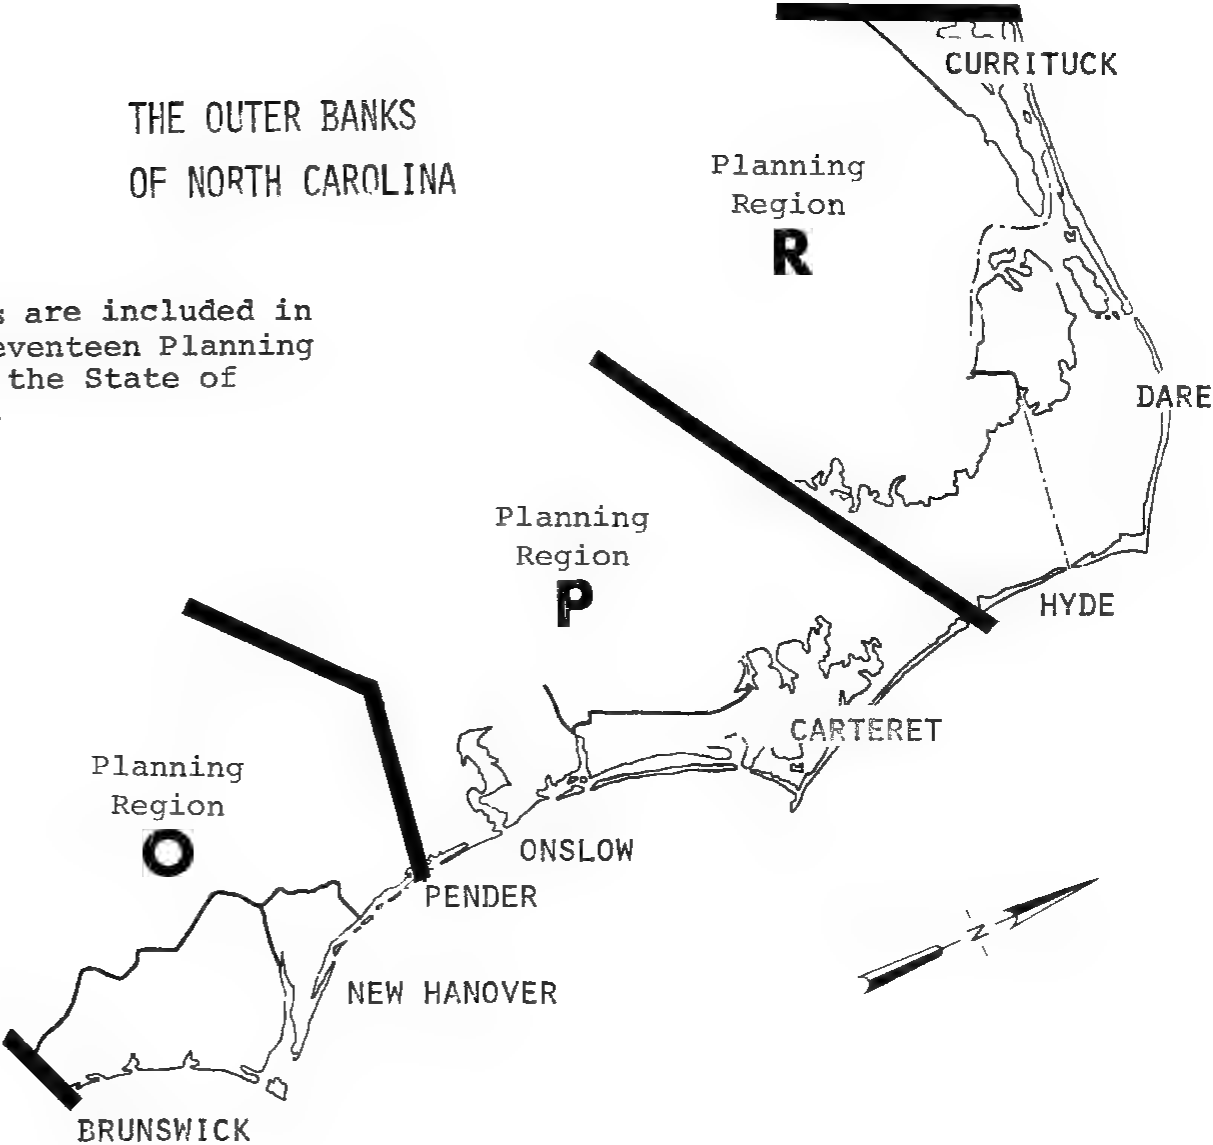 CURRITUCK
THE OUTER BANKS
OF NORTH CAROLINA
Planning
Region
R
are included in
eventeen Planning
the State of
DARE
Planning
Region
P
HYDE
CARTERET
Planning
Region
O
ONSLOW
PENDER
N
NEW HANOVER
BRUNSWICK